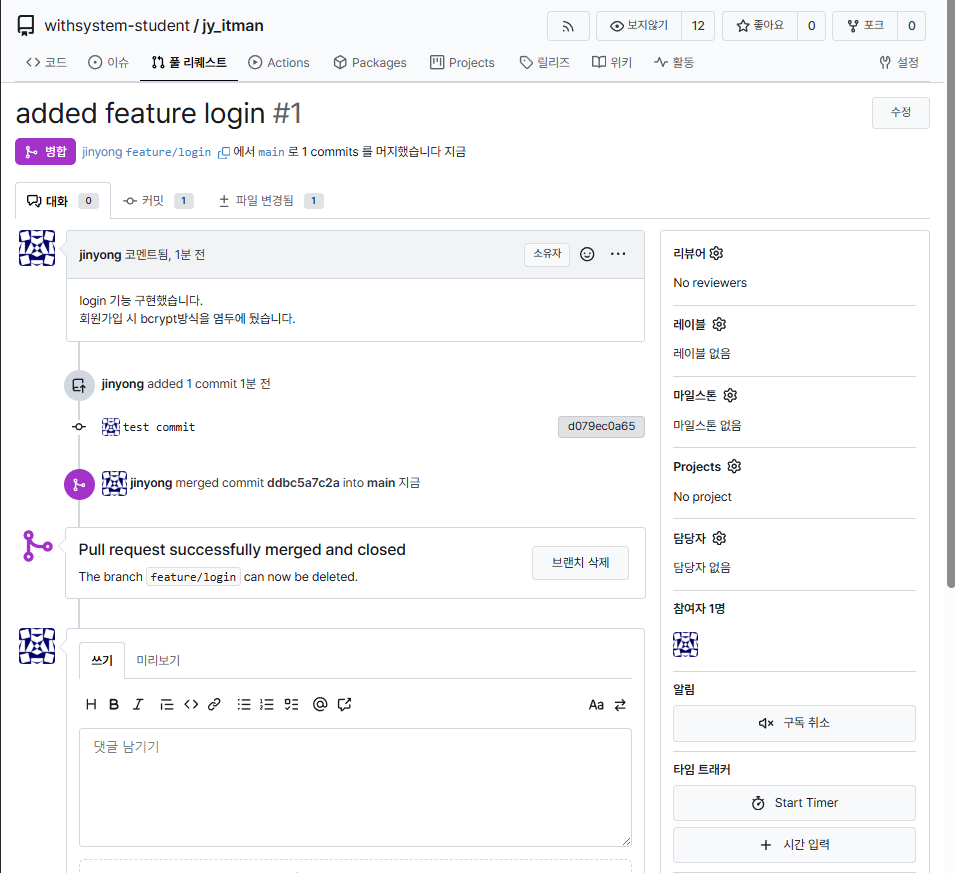 withsystem-student / jy_itman
보지않기 12
좋아요 0
포크 0
코드
이슈
풀 리퀘스트
Actions
Packages
Projects
릴리즈
위키
활동
설정
added feature login #1
수정
병합 jinyong feature/login 에서 main 로 1 commits 를 머지했습니다 지금
대화 0
커밋 1
파일 변경됨 1
jinyong 코멘트됨, 1분 전
소유자
login 기능 구현했습니다.
회원가입 시 bcrypt방식을 염두에 뒀습니다.
jinyong added 1 commit 1분 전
test commit d079ec0a65
jinyong merged commit ddbc5a7c2a into main 지금
Pull request successfully merged and closed
The branch feature/login can now be deleted.
브랜치 삭제
쓰기
미리보기
H B I @ Aa
댓글 남기기
리뷰어
No reviewers
레이블
레이블 없음
마일스톤
마일스톤 없음
Projects
No project
담당자
담당자 없음
참여자 1명
알림
구독 취소
타임 트래커
Start Timer
시간 입력